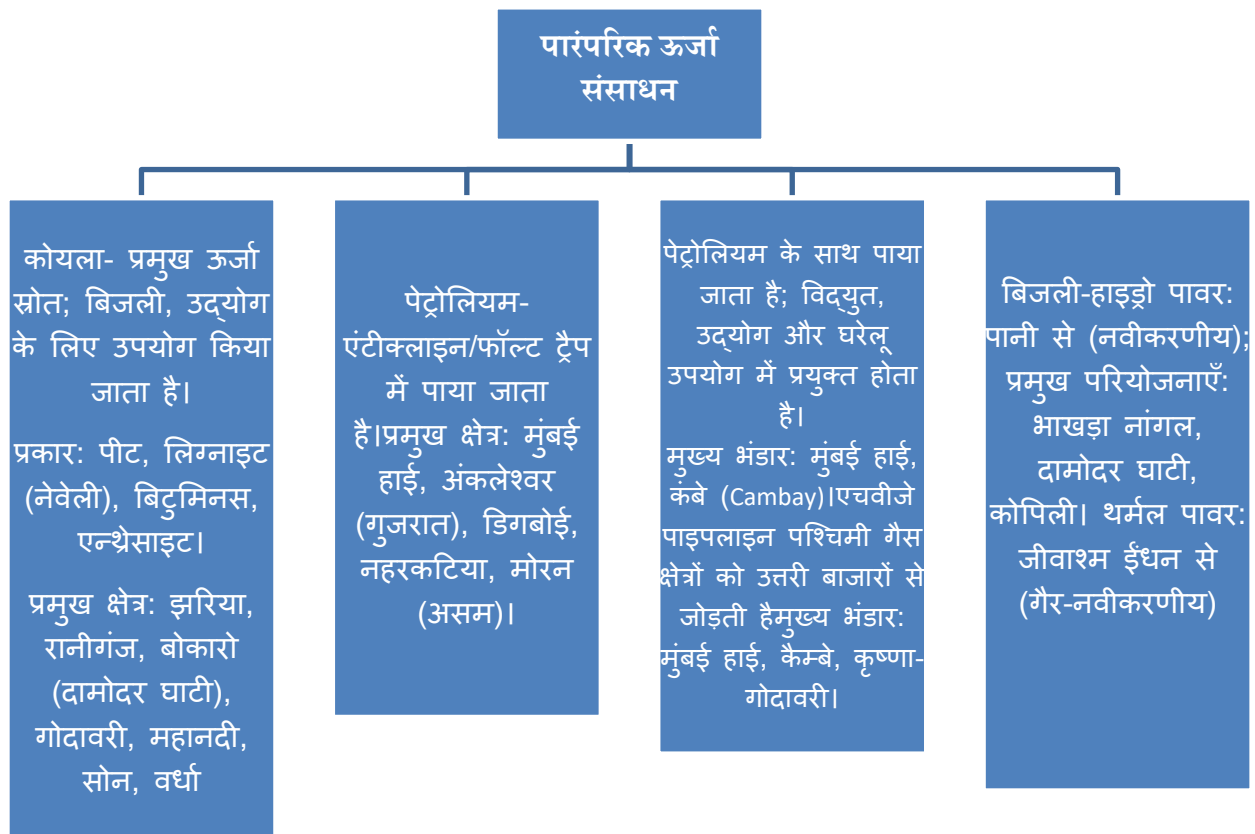 पारंपरिक ऊर्जा
संसाधन
कोयला- प्रमुख ऊर्जा
स्रोत; बिजली, उद्योग
के लिए उपयोग किया
जाता है।
प्रकार: पीट, लिग्नाइट
(नेवेली), बिटुमिनस,
एन्थ्रेसाइट।
प्रमुख क्षेत्र: झरिया,
रानीगंज, बोकारो
(दामोदर घाटी),
गोदावरी, महानदी,
सोन, वर्धा
पेट्रोलियम-
एंटीक्लाइन/फॉल्ट ट्रैप
में पाया जाता
है।प्रमुख क्षेत्र: मुंबई
हाई, अंकलेश्वर
(गुजरात), डिगबोई,
नहरकटिया, मोरन
(असम)।
पेट्रोलियम के साथ पाया
जाता है; विद्युत,
उद्योग और घरेलू
उपयोग में प्रयुक्त होता
है।
मुख्य भंडार: मुंबई हाई,
कंबे (Cambay)।एचवीजे
पाइपलाइन पश्चिमी गैस
क्षेत्रों को उत्तरी बाजारों से
जोड़ती हैमुख्य भंडार:
मुंबई हाई, कैम्बे, कृष्णा-
गोदावरी।
बिजली-हाइड्रो पावर:
पानी से (नवीकरणीय);
प्रमुख परियोजनाएँ:
भाखड़ा नांगल,
दामोदर घाटी,
कोपिली। थर्मल पावर:
जीवाश्म ईंधन से
(गैर-नवीकरणीय)